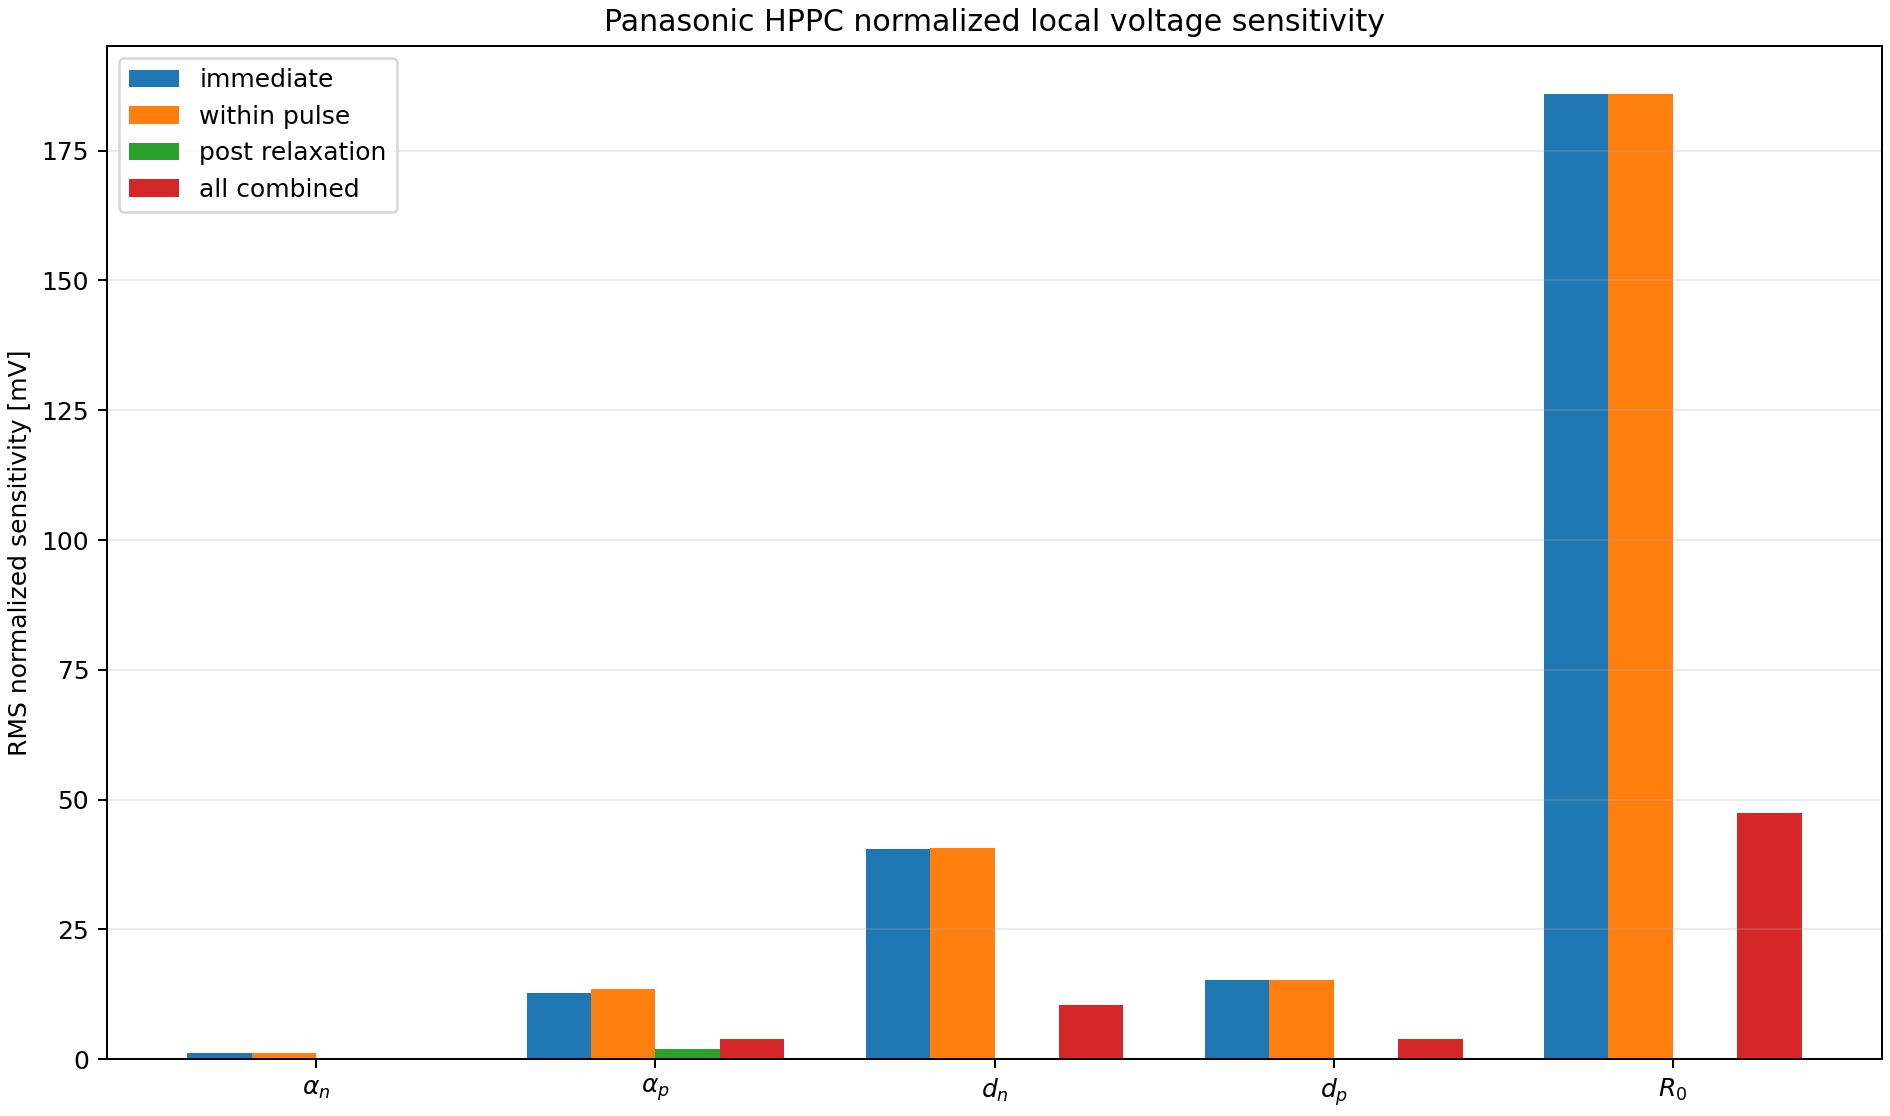 Panasonic HPPC normalized local voltage sensitivity
immediate
within pulse
post relaxation
all combined
RMS normalized sensitivity [mV]
175
150
125
100
75
50
25
0
αₙ
αₚ
dₙ
dₚ
R₀